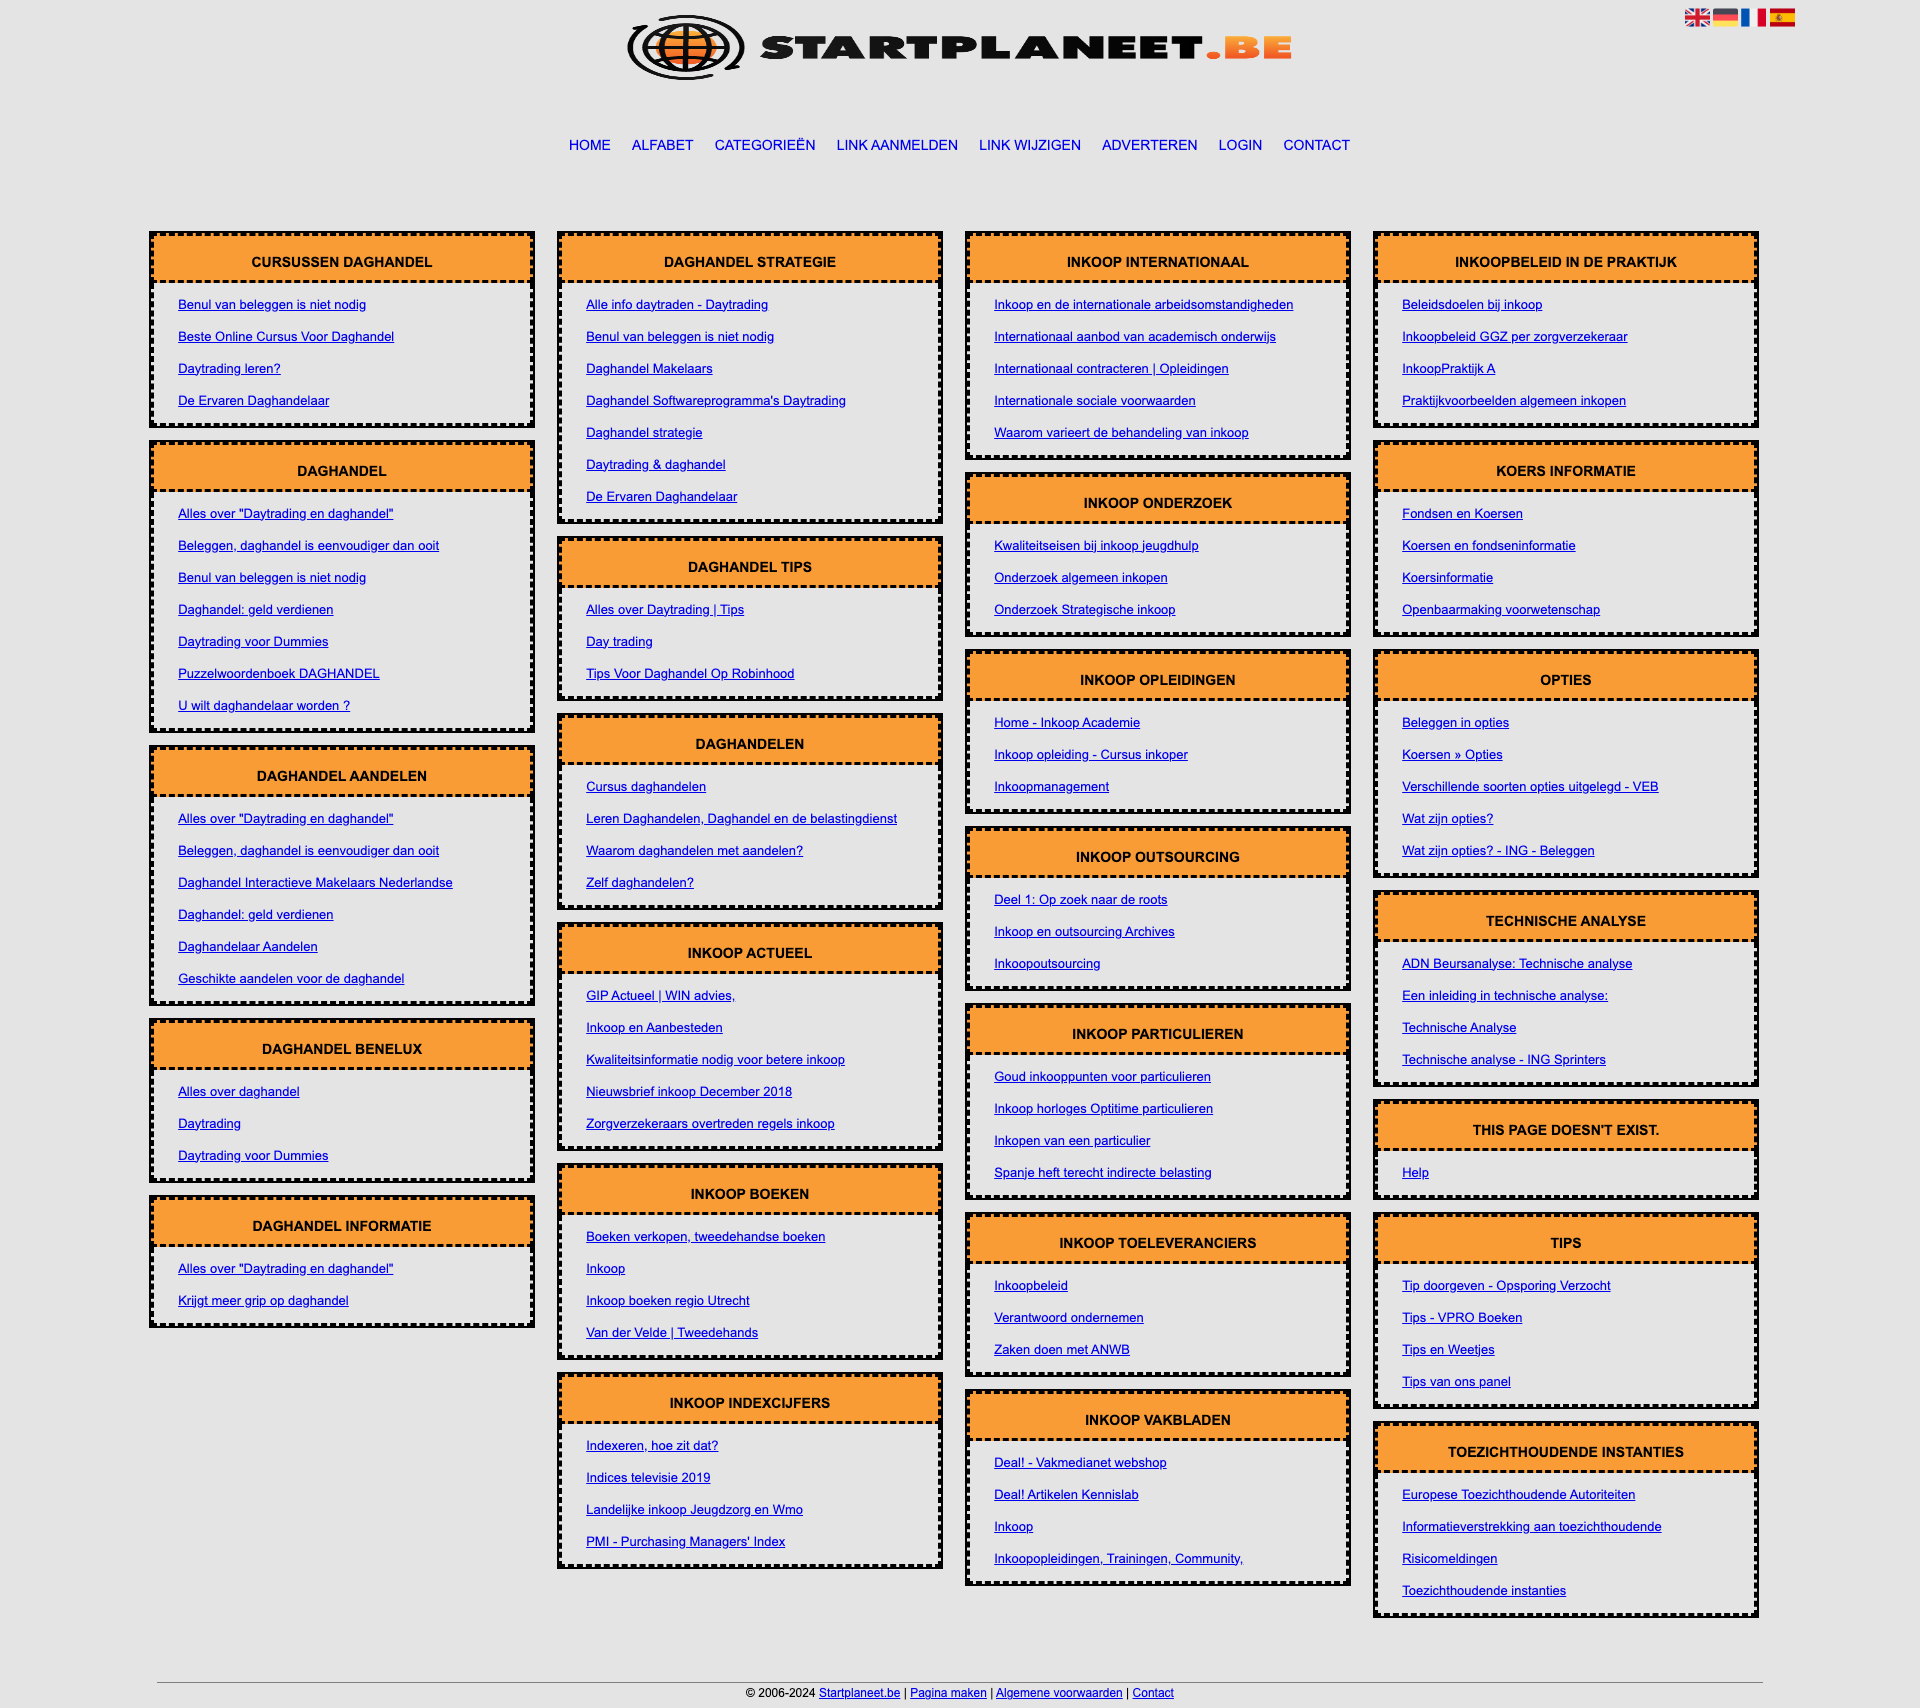 STARTPLANEET.BE
HOME ALFABET CATEGORIEËN LINK AANMELDEN LINK WIJZIGEN ADVERTEREN LOGIN CONTACT
CURSUSSEN DAGHANDEL
Benul van beleggen is niet nodig
Beste Online Cursus Voor Daghandel
Daytrading leren?
De Ervaren Daghandelaar
DAGHANDEL
Alles over "Daytrading en daghandel"
Beleggen, daghandel is eenvoudiger dan ooit
Benul van beleggen is niet nodig
Daghandel: geld verdienen
Daytrading voor Dummies
Puzzelwoordenboek DAGHANDEL
U wilt daghandelaar worden ?
DAGHANDEL AANDELEN
Alles over "Daytrading en daghandel"
Beleggen, daghandel is eenvoudiger dan ooit
Daghandel Interactieve Makelaars Nederlandse
Daghandel: geld verdienen
Daghandelaar Aandelen
Geschikte aandelen voor de daghandel
DAGHANDEL BENELUX
Alles over daghandel
Daytrading
Daytrading voor Dummies
DAGHANDEL INFORMATIE
Alles over "Daytrading en daghandel"
Krijgt meer grip op daghandel
DAGHANDEL STRATEGIE
Alle info daytraden - Daytrading
Benul van beleggen is niet nodig
Daghandel Makelaars
Daghandel Softwareprogramma's Daytrading
Daghandel strategie
Daytrading & daghandel
De Ervaren Daghandelaar
DAGHANDEL TIPS
Alles over Daytrading | Tips
Day trading
Tips Voor Daghandel Op Robinhood
DAGHANDELEN
Cursus daghandelen
Leren Daghandelen, Daghandel en de belastingdienst
Waarom daghandelen met aandelen?
Zelf daghandelen?
INKOOP ACTUEEL
GIP Actueel | WIN advies,
Inkoop en Aanbesteden
Kwaliteitsinformatie nodig voor betere inkoop
Nieuwsbrief inkoop December 2018
Zorgverzekeraars overtreden regels inkoop
INKOOP BOEKEN
Boeken verkopen, tweedehandse boeken
Inkoop
Inkoop boeken regio Utrecht
Van der Velde | Tweedehands
INKOOP INDEXCIJFERS
Indexeren, hoe zit dat?
Indices televisie 2019
Landelijke inkoop Jeugdzorg en Wmo
PMI - Purchasing Managers' Index
INKOOP INTERNATIONAAL
Inkoop en de internationale arbeidsomstandigheden
Internationaal aanbod van academisch onderwijs
Internationaal contracteren | Opleidingen
Internationale sociale voorwaarden
Waarom varieert de behandeling van inkoop
INKOOP ONDERZOEK
Kwaliteitseisen bij inkoop jeugdhulp
Onderzoek algemeen inkopen
Onderzoek Strategische inkoop
INKOOP OPLEIDINGEN
Home - Inkoop Academie
Inkoop opleiding - Cursus inkoper
Inkoopmanagement
INKOOP OUTSOURCING
Deel 1: Op zoek naar de roots
Inkoop en outsourcing Archives
Inkoopoutsourcing
INKOOP PARTICULIEREN
Goud inkooppunten voor particulieren
Inkoop horloges Optitime particulieren
Inkopen van een particulier
Spanje heft terecht indirecte belasting
INKOOP TOELEVERANCIERS
Inkoopbeleid
Verantwoord ondernemen
Zaken doen met ANWB
INKOOP VAKBLADEN
Deal! - Vakmedianet webshop
Deal! Artikelen Kennislab
Inkoop
Inkoopopleidingen, Trainingen, Community,
INKOOPBELEID IN DE PRAKTIJK
Beleidsdoelen bij inkoop
Inkoopbeleid GGZ per zorgverzekeraar
InkoopPraktijk A
Praktijkvoorbeelden algemeen inkopen
KOERS INFORMATIE
Fondsen en Koersen
Koersen en fondseninformatie
Koersinformatie
Openbaarmaking voorwetenschap
OPTIES
Beleggen in opties
Koersen » Opties
Verschillende soorten opties uitgelegd - VEB
Wat zijn opties?
Wat zijn opties? - ING - Beleggen
TECHNISCHE ANALYSE
ADN Beursanalyse: Technische analyse
Een inleiding in technische analyse:
Technische Analyse
Technische analyse - ING Sprinters
THIS PAGE DOESN'T EXIST.
Help
TIPS
Tip doorgeven - Opsporing Verzocht
Tips - VPRO Boeken
Tips en Weetjes
Tips van ons panel
TOEZICHTHOUDENDE INSTANTIES
Europese Toezichthoudende Autoriteiten
Informatieverstrekking aan toezichthoudende
Risicomeldingen
Toezichthoudende instanties
© 2006-2024 Startplaneet.be | Pagina maken | Algemene voorwaarden | Contact